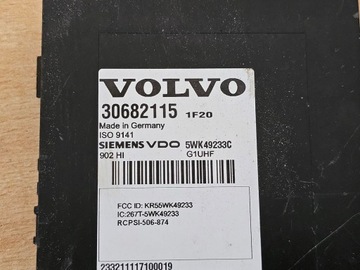 VOLVO
30682115 1F20
Made in Germany
ISO 9141
SIEMENS VDO 5WK49233C
902 HI G1UHF
FCC ID: KR55WK49233
IC:267T-5WK49233
RCPSI-506-874
233211117100019